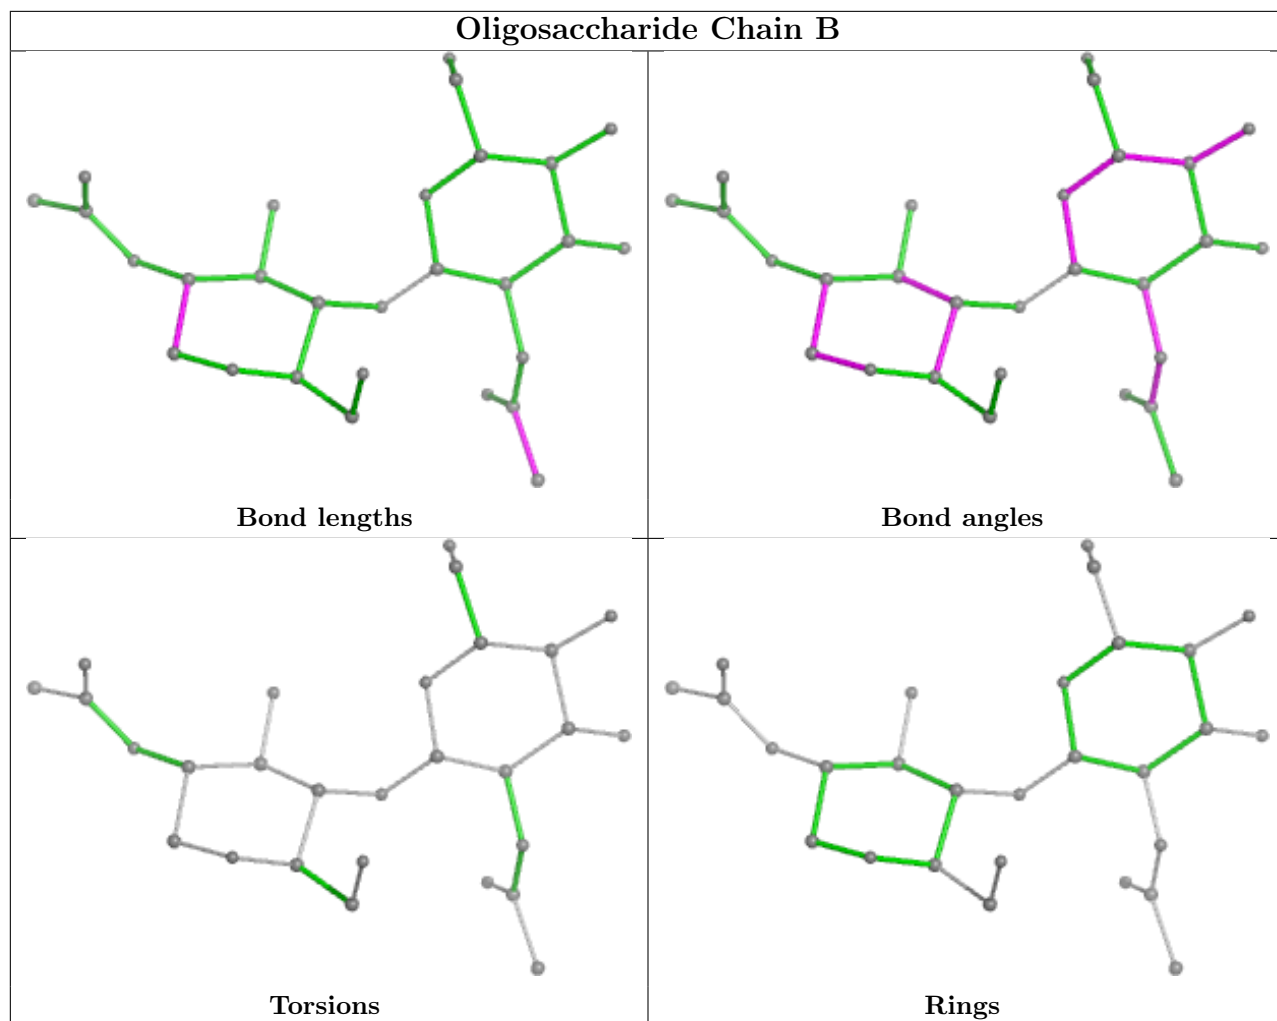 Oligosaccharide Chain B
Bond lengths
Bond angles
Torsions
Rings